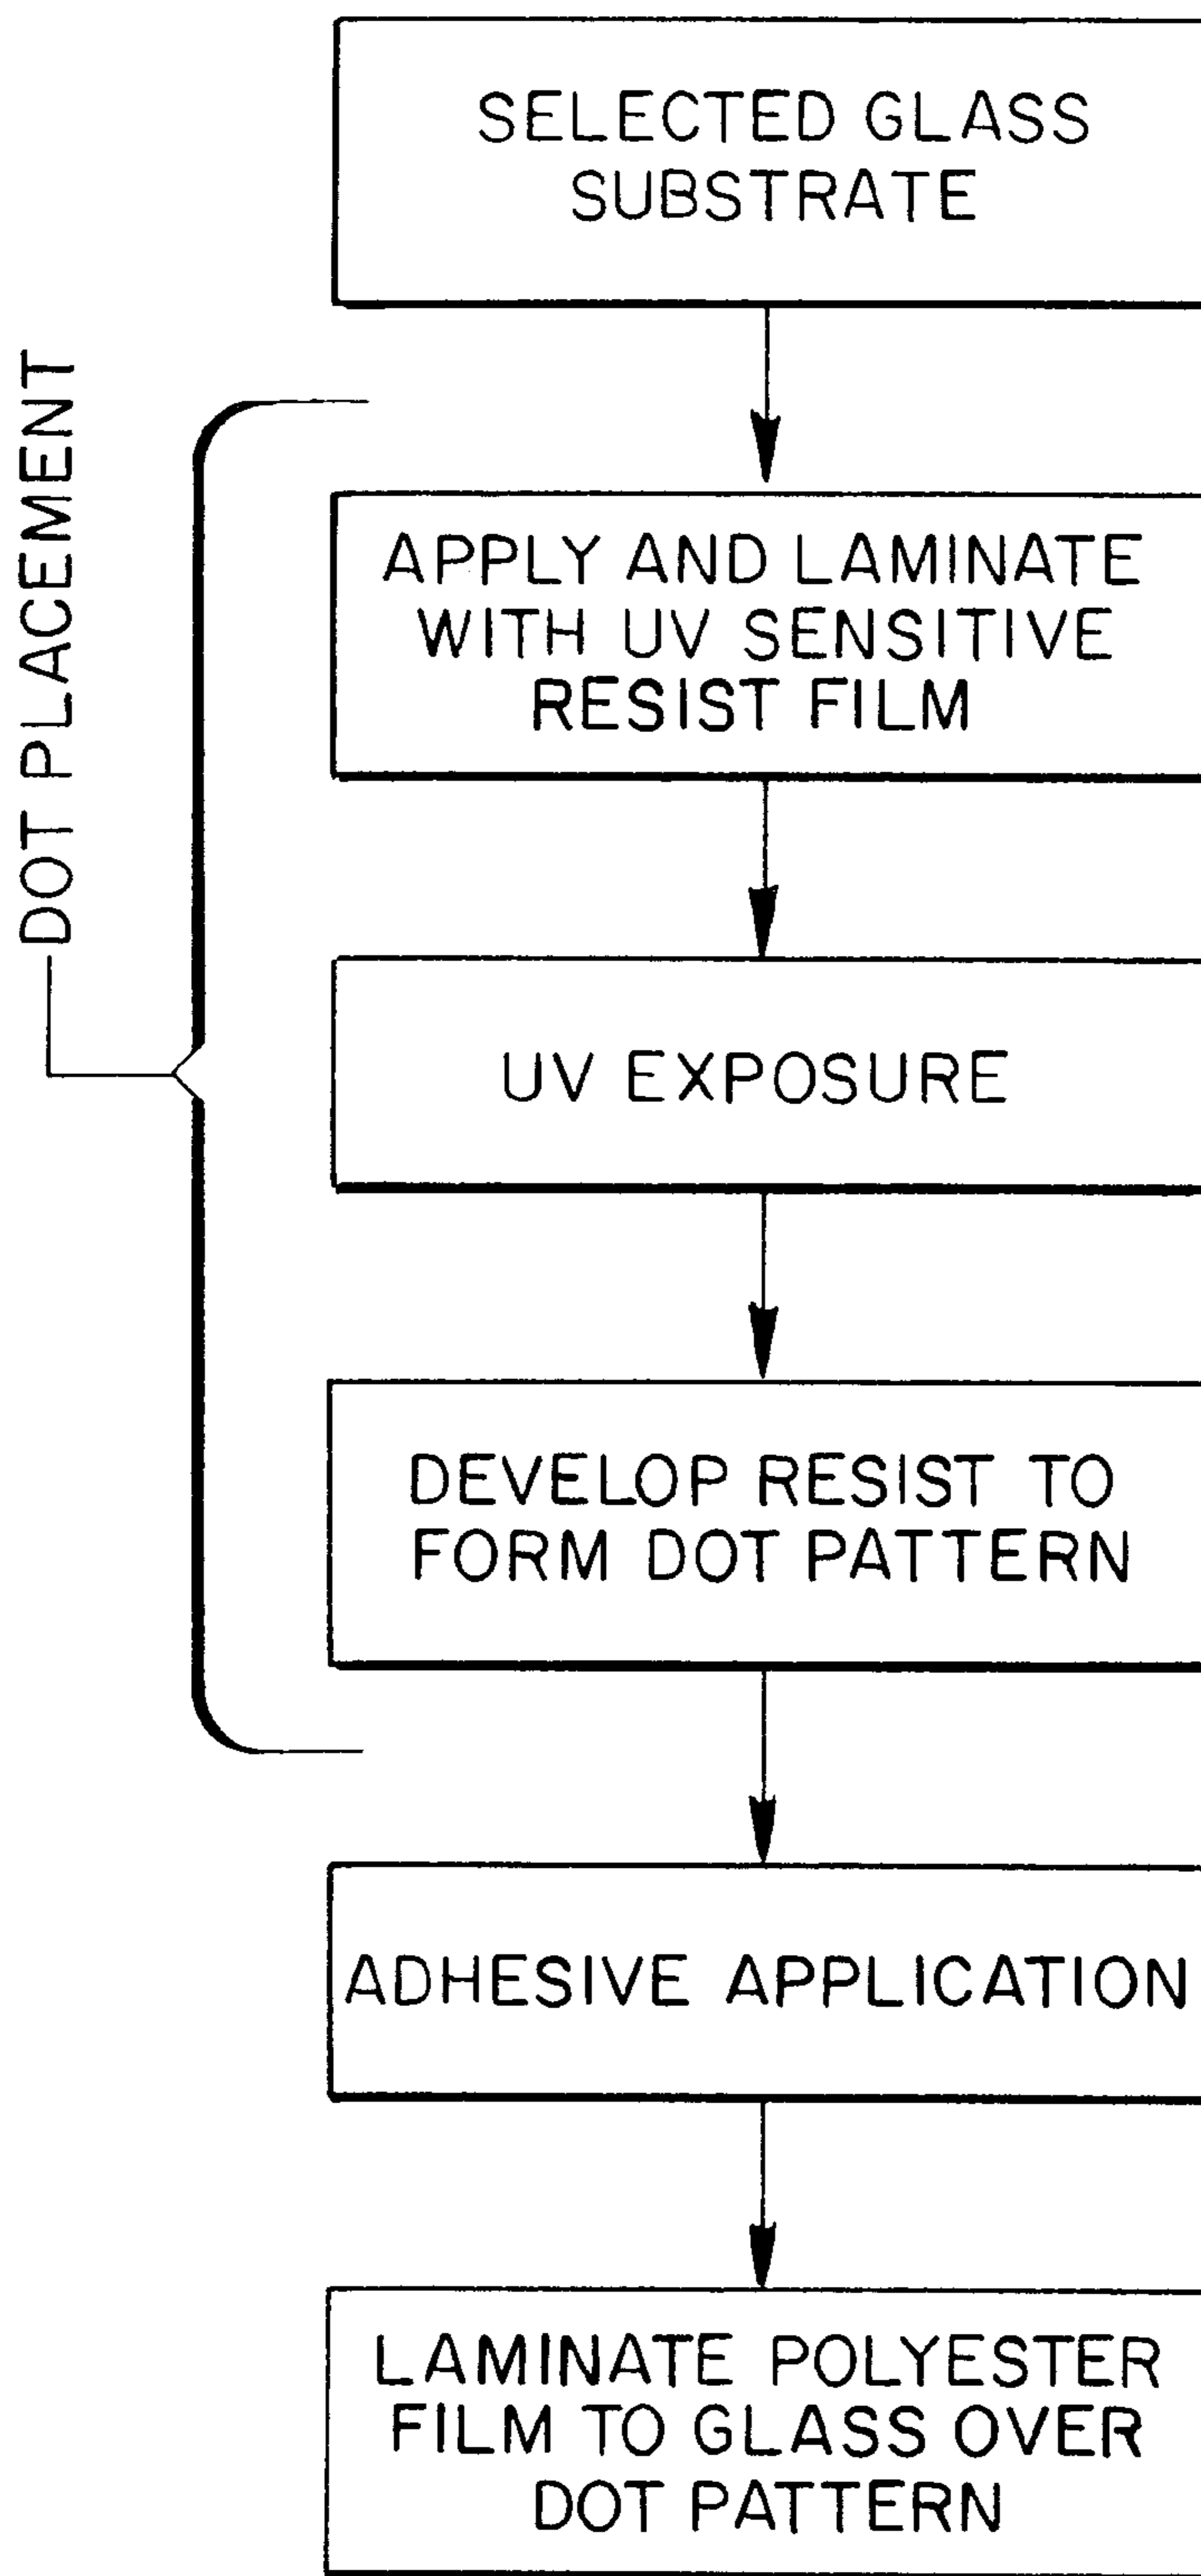 SELECTED GLASS
SUBSTRATE
DOT PLACEMENT
APPLY AND LAMINATE
WITH UV SENSITIVE
RESIST FILM
UV EXPOSURE
DEVELOP RESIST TO
FORM DOT PATTERN
ADHESIVE APPLICATION
LAMINATE POLYESTER
FILM TO GLASS OVER
DOT PATTERN